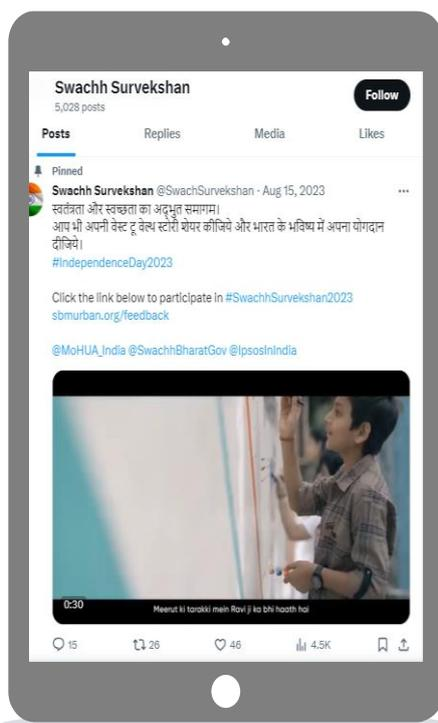 Swachh Survekshan
5,028 posts
Follow
Posts Replies Media Likes
Pinned
Swachh Survekshan @SwachSurvekshan · Aug 15, 2023
स्वतंत्रता और स्वच्छता का अद्भुत समागम।
आप भी अपनी वेस्ट टू वेल्थ स्टोरी शेयर कीजिये और भारत के भविष्य में अपना योगदान
दीजिये।
#IndependenceDay2023
Click the link below to participate in #SwachhSurvekshan2023
sbmurban.org/feedback
@MoHUA_India @SwachhBharatGov @IpsosInIndia
0:30
Meerut ki tarakki mein Ravi ji ka bhi haath hai
15 26 46 4.5K